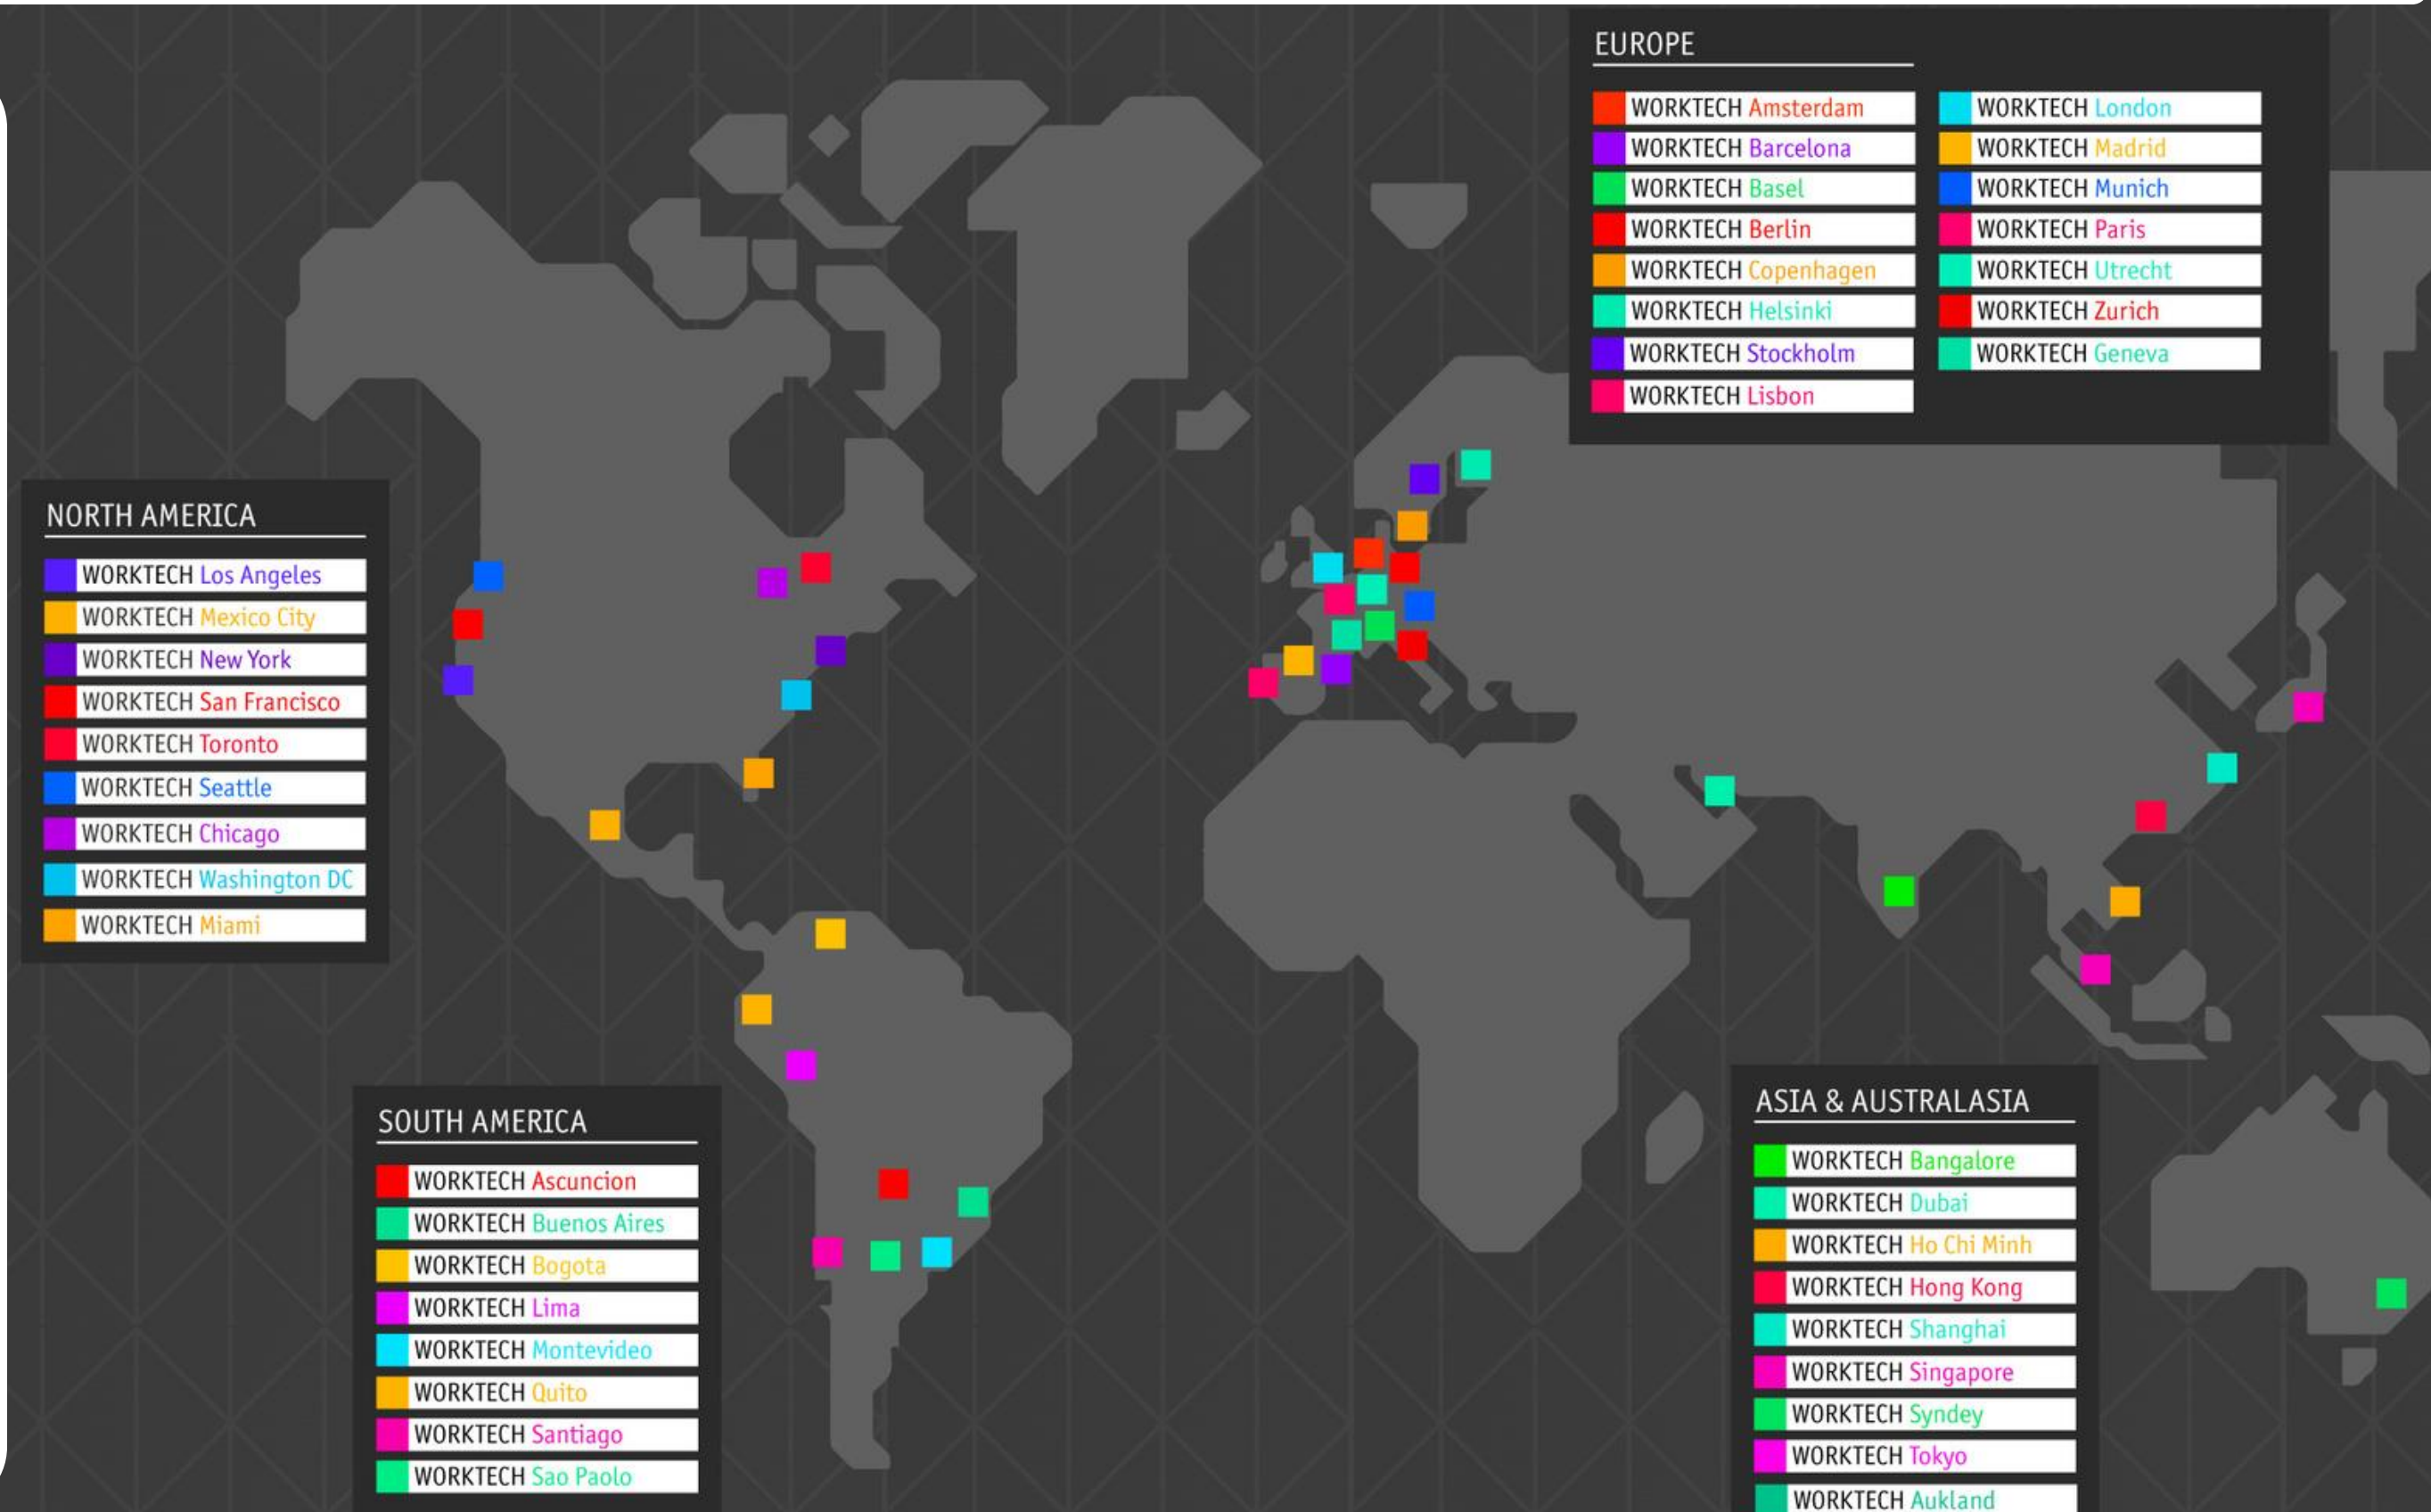 EUROPE
WORKTECH Amsterdam
WORKTECH Barcelona
WORKTECH Basel
WORKTECH Berlin
WORKTECH Copenhagen
WORKTECH Helsinki
WORKTECH Stockholm
WORKTECH Lisbon
WORKTECH London
WORKTECH Madrid
WORKTECH Munich
WORKTECH Paris
WORKTECH Utrecht
WORKTECH Zurich
WORKTECH Geneva
NORTH AMERICA
WORKTECH Los Angeles
WORKTECH Mexico City
WORKTECH New York
WORKTECH San Francisco
WORKTECH Toronto
WORKTECH Seattle
WORKTECH Chicago
WORKTECH Washington DC
WORKTECH Miami
SOUTH AMERICA
WORKTECH Ascuncion
WORKTECH Buenos Aires
WORKTECH Bogota
WORKTECH Lima
WORKTECH Montevideo
WORKTECH Quito
WORKTECH Santiago
WORKTECH Sao Paolo
ASIA & AUSTRALASIA
WORKTECH Bangalore
WORKTECH Dubai
WORKTECH Ho Chi Minh
WORKTECH Hong Kong
WORKTECH Shanghai
WORKTECH Singapore
WORKTECH Syndey
WORKTECH Tokyo
WORKTECH Aukland